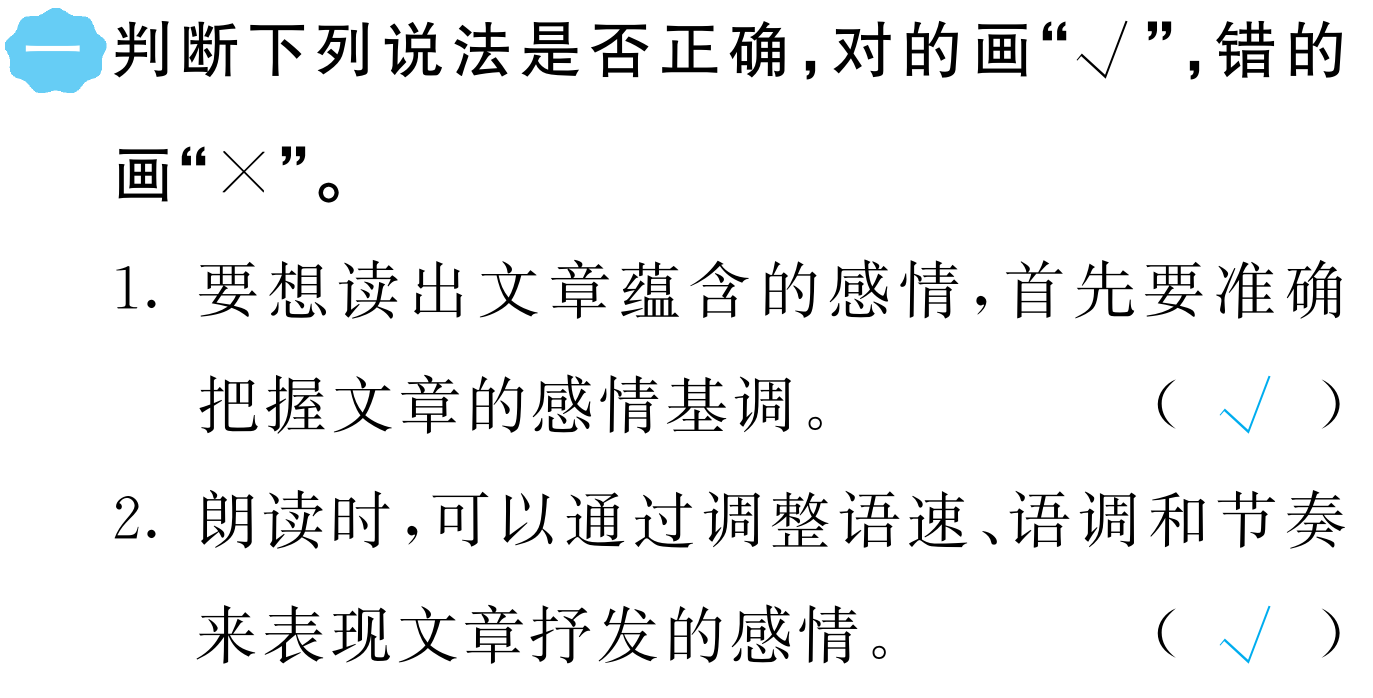 一 判断下列说法是否正确,对的画“√”,错的
画“×”。
1. 要想读出文章蕴含的感情,首先要准确
把握文章的感情基调。 ( √ )
2. 朗读时,可以通过调整语速、语调和节奏
来表现文章抒发的感情。 ( √ )